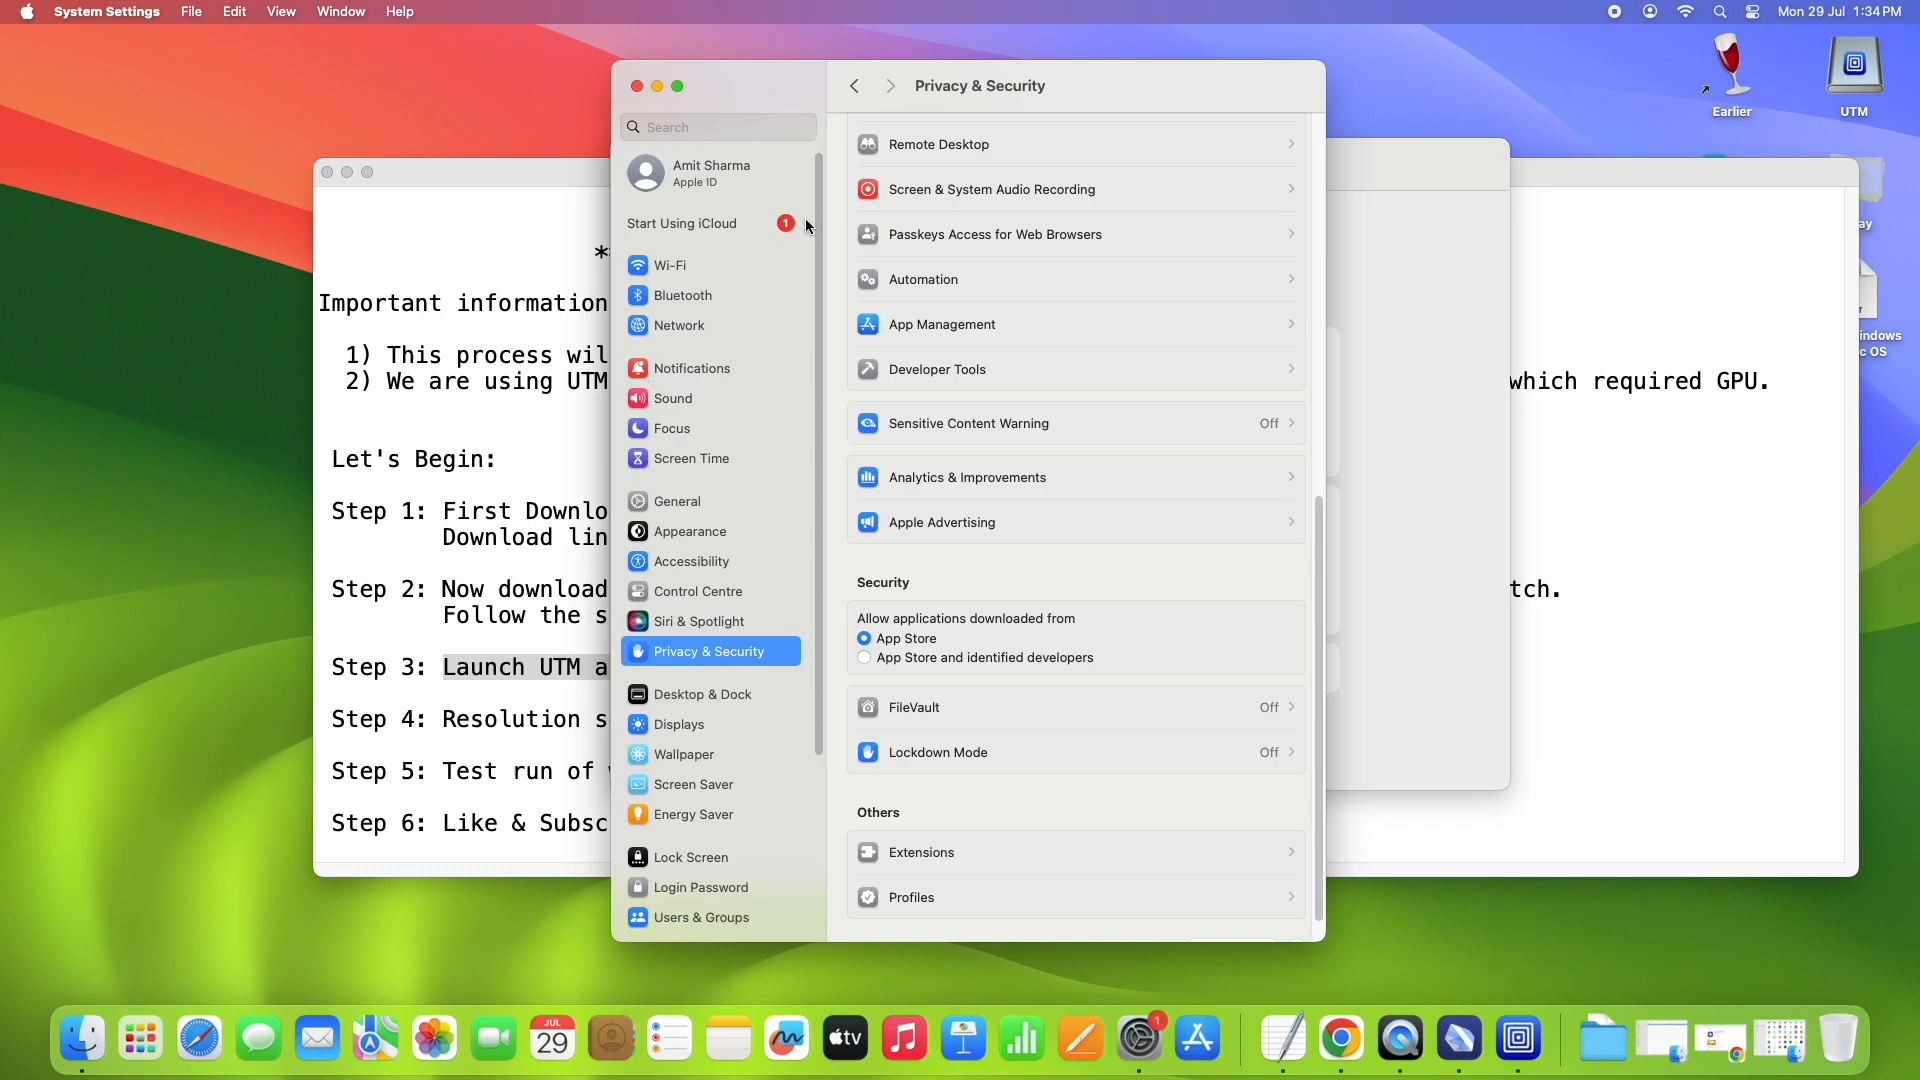 System Settings File Edit View Window Help
Mon 29 Jul 1:34 PM
Earlier
UTM
ay
indows
c OS
Important information
1) This process wil
2) We are using UTM
which required GPU.
Let's Begin:
Step 1: First Downlo
Download lin
Step 2: Now download
tch.
Follow the s
Step 3: Launch UTM a
Step 4: Resolution s
Step 5: Test run of
Step 6: Like & Subsc
Search
Amit Sharma
Apple ID
Start Using iCloud 1
Wi-Fi
Bluetooth
Network
Notifications
Sound
Focus
Screen Time
General
Appearance
Accessibility
Control Centre
Siri & Spotlight
Privacy & Security
Desktop & Dock
Displays
Wallpaper
Screen Saver
Energy Saver
Lock Screen
Login Password
Users & Groups
Privacy & Security
Remote Desktop
Screen & System Audio Recording
Passkeys Access for Web Browsers
Automation
App Management
Developer Tools
Sensitive Content Warning Off
Analytics & Improvements
Apple Advertising
Security
Allow applications downloaded from
App Store
App Store and identified developers
FileVault Off
Lockdown Mode Off
Others
Extensions
Profiles
JUL
29
tv
1